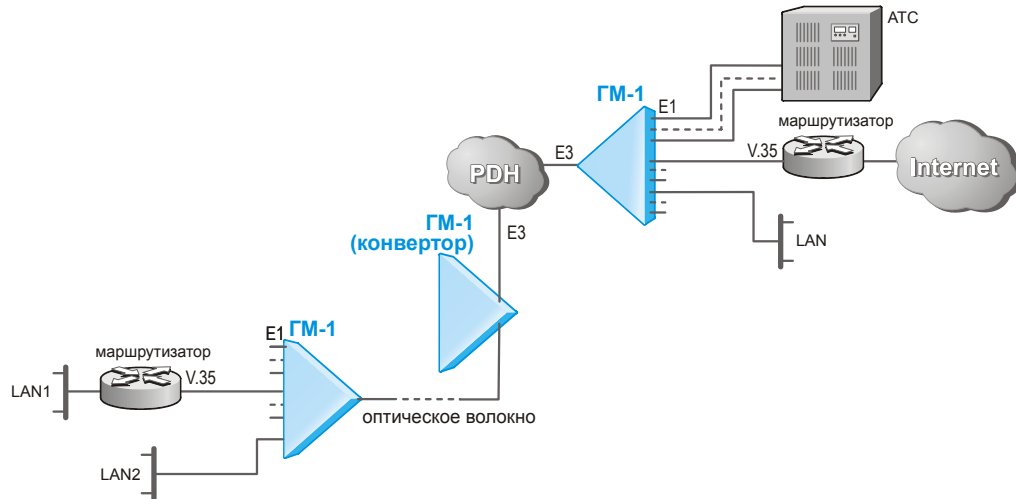 АТС
ГМ-1
E1
маршрутизатор
V.35
Internet
E3
PDH
LAN
ГМ-1
(конвертор)
E3
E1
ГМ-1
маршрутизатор
V.35
LAN1
оптическое волокно
LAN2